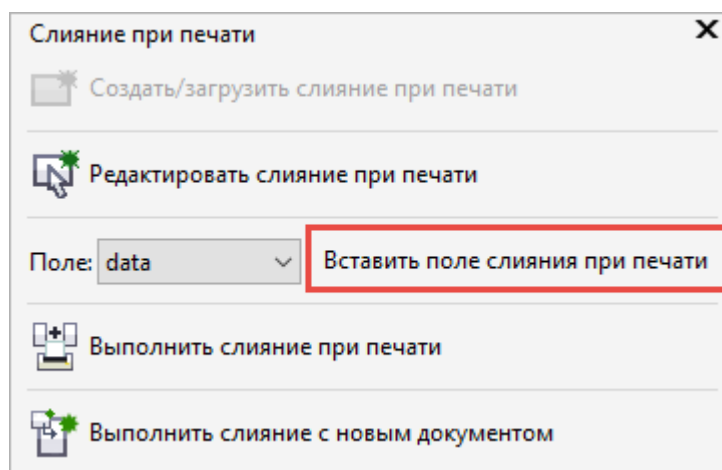 Слияние при печати
Создать/загрузить слияние при печати
Редактировать слияние при печати
Поле: data Вставить поле слияния при печати
Выполнить слияние при печати
Выполнить слияние с новым документом